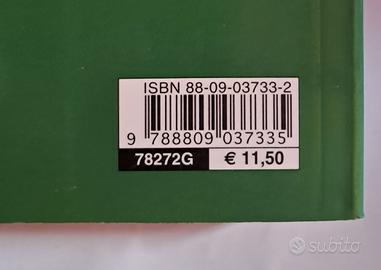 ISBN 88-09-03733-2
9 788809 037335
78272G € 11,50
subito